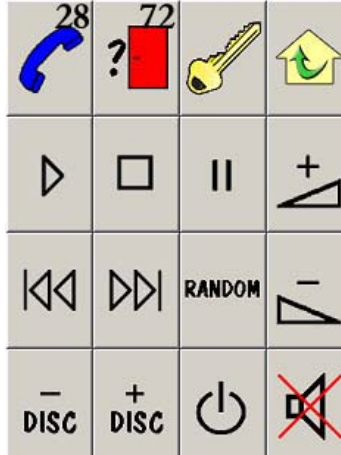 28 72
?
+
RANDOM
−
− +
DISC DISC